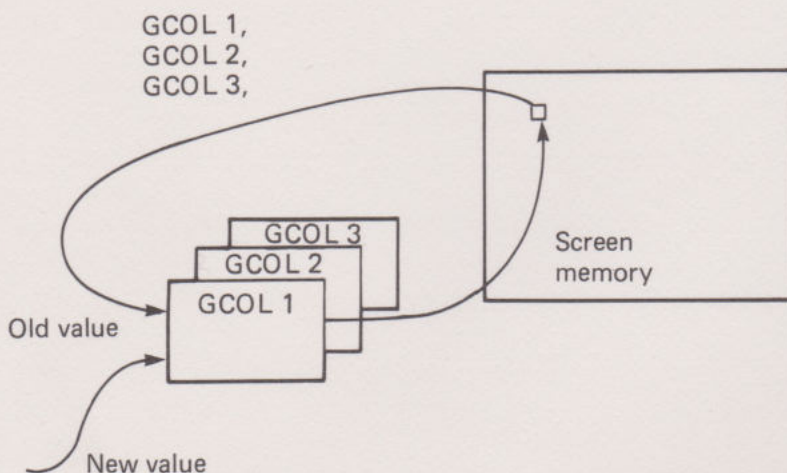 GCOL 1,
GCOL 2,
GCOL 3,
GCOL 3
GCOL 2
GCOL 1
Screen
memory
Old value
New value